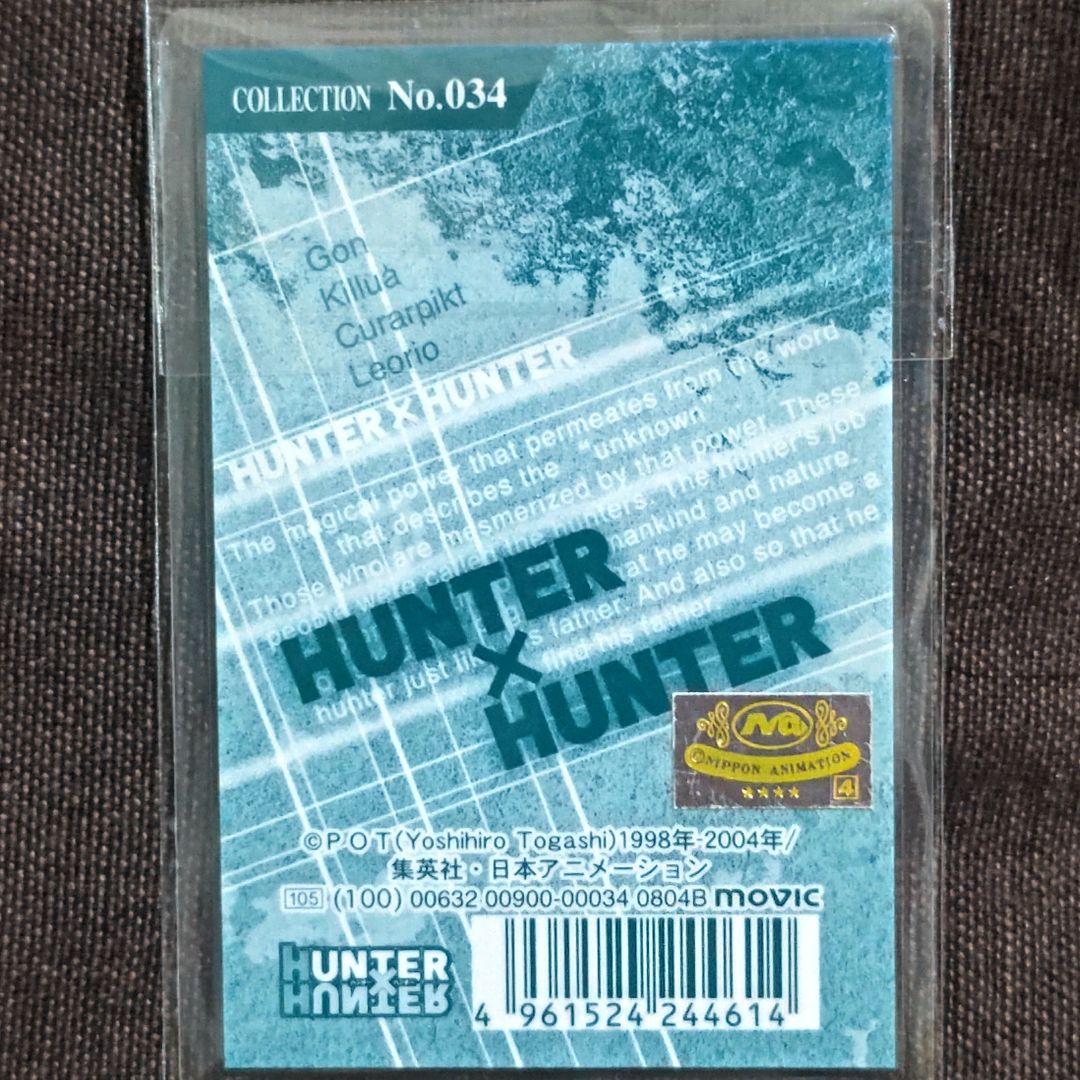 COLLECTION No.034
Gon
Killua
Curarpikt
Leorio
HUNTER×HUNTER
The magical power that permeates from the word
that describes the "unknown"
Those who are mesmerized by that power. These
people were called the hunters. The hunter's job
mankind and nature.
at he may become a
hunter just father. And also so that he
find his father.
HUNTER
×
HUNTER
NA
©NIPPON ANIMATION
★★★★ 4
©P.O.T(Yoshihiro Togashi)1998年-2004年/
集英社・日本アニメーション
105 (100) 00632 00900-00034 0804B movic
HUNTER
×
HUNTER
4 961524 244614